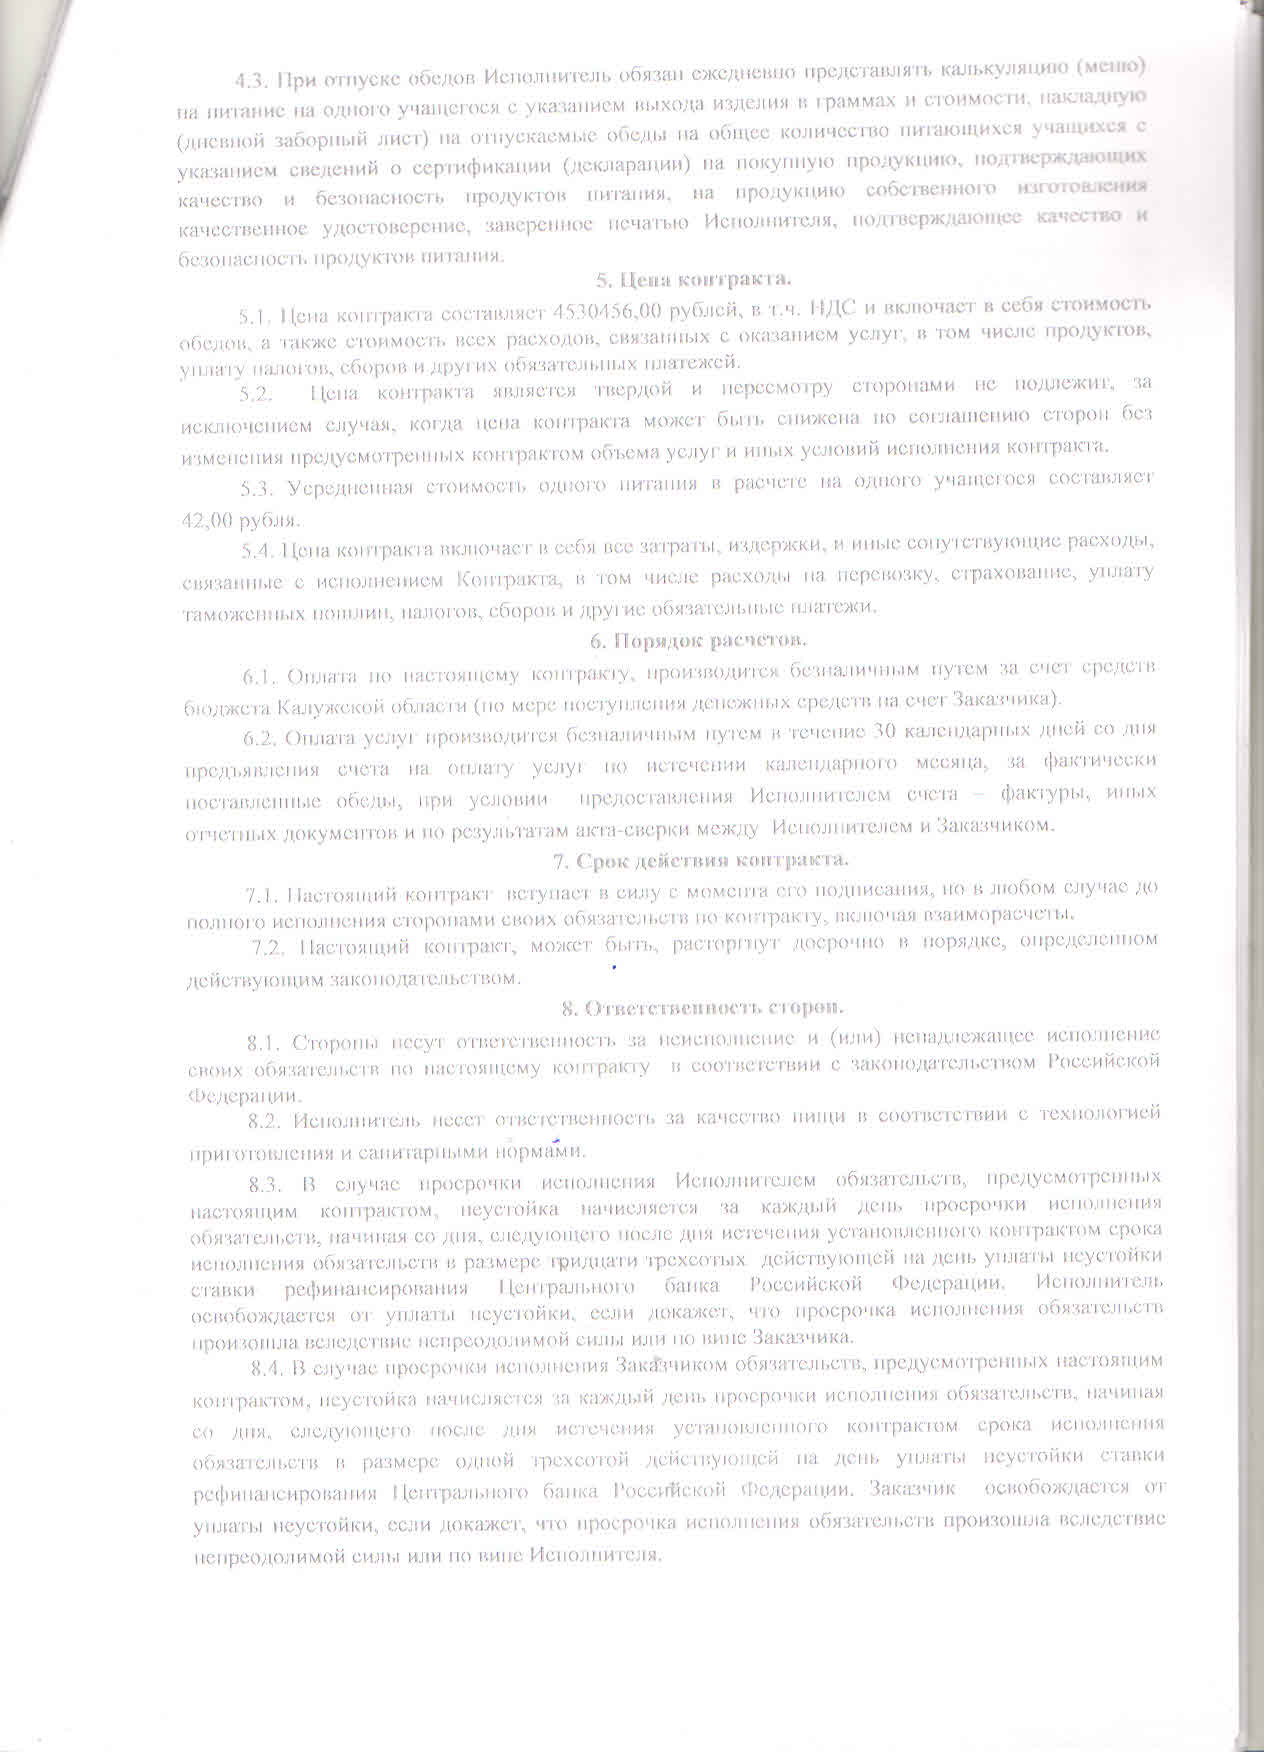 4.3. При отпуске обедов Исполнитель обязан ежедневно представлять калькуляцию (меню)
на питание на одного учащегося с указанием выхода изделия в граммах и стоимости, накладную
(дневной заборный лист) на отпускаемые обеды на общее количество питающихся учащихся с
указанием сведений о сертификации (декларации) на покупную продукцию, подтверждающих
качество и безопасность продуктов питания, на продукцию собственного изготовления
качественное удостоверение, заверенное печатью Исполнителя, подтверждающее качество и
безопасность продуктов питания.
5. Цена контракта.
5.1. Цена контракта составляет 4530456,00 рублей, в т.ч. НДС и включает в себя стоимость
обедов, а также стоимость всех расходов, связанных с оказанием услуг, в том числе продуктов,
уплату налогов, сборов и других обязательных платежей.
5.2. Цена контракта является твердой и пересмотру сторонами не подлежит, за
исключением случая, когда цена контракта может быть снижена по соглашению сторон без
изменения предусмотренных контрактом объема услуг и иных условий исполнения контракта.
5.3. Усредненная стоимость одного питания в расчете на одного учащегося составляет
42,00 рубля.
5.4. Цена контракта включает в себя все затраты, издержки, и иные сопутствующие расходы,
связанные с исполнением Контракта, в том числе расходы на перевозку, страхование, уплату
таможенных пошлин, налогов, сборов и другие обязательные платежи.
6. Порядок расчетов.
6.1. Оплата по настоящему контракту, производится безналичным путем за счет средств
бюджета Калужской области (по мере поступления денежных средств на счет Заказчика).
6.2. Оплата услуг производится безналичным путем в течение 30 календарных дней со дня
предъявления счета на оплату услуг по истечении календарного месяца, за фактически
поставленные обеды, при условии предоставления Исполнителем счета – фактуры, иных
отчетных документов и по результатам акта-сверки между Исполнителем и Заказчиком.
7. Срок действия контракта.
7.1. Настоящий контракт вступает в силу с момента его подписания, но в любом случае до
полного исполнения сторонами своих обязательств по контракту, включая взаиморасчеты.
7.2. Настоящий контракт, может быть, расторгнут досрочно в порядке, определенном
действующим законодательством.
8. Ответственность сторон.
8.1. Стороны несут ответственность за неисполнение и (или) ненадлежащее исполнение
своих обязательств по настоящему контракту в соответствии с законодательством Российской
Федерации.
8.2. Исполнитель несет ответственность за качество пищи в соответствии с технологией
приготовления и санитарными нормами.
8.3. В случае просрочки исполнения Исполнителем обязательств, предусмотренных
настоящим контрактом, неустойка начисляется за каждый день просрочки исполнения
обязательств, начиная со дня, следующего после дня истечения установленного контрактом срока
исполнения обязательств в размере тридцати трехсотых действующей на день уплаты неустойки
ставки рефинансирования Центрального банка Российской Федерации. Исполнитель
освобождается от уплаты неустойки, если докажет, что просрочка исполнения обязательств
произошла вследствие непреодолимой силы или по вине Заказчика.
8.4. В случае просрочки исполнения Заказчиком обязательств, предусмотренных настоящим
контрактом, неустойка начисляется за каждый день просрочки исполнения обязательств, начиная
со дня, следующего после дня истечения установленного контрактом срока исполнения
обязательств в размере одной трехсотой действующей на день уплаты неустойки ставки
рефинансирования Центрального банка Российской Федерации. Заказчик освобождается от
уплаты неустойки, если докажет, что просрочка исполнения обязательств произошла вследствие
непреодолимой силы или по вине Исполнителя.